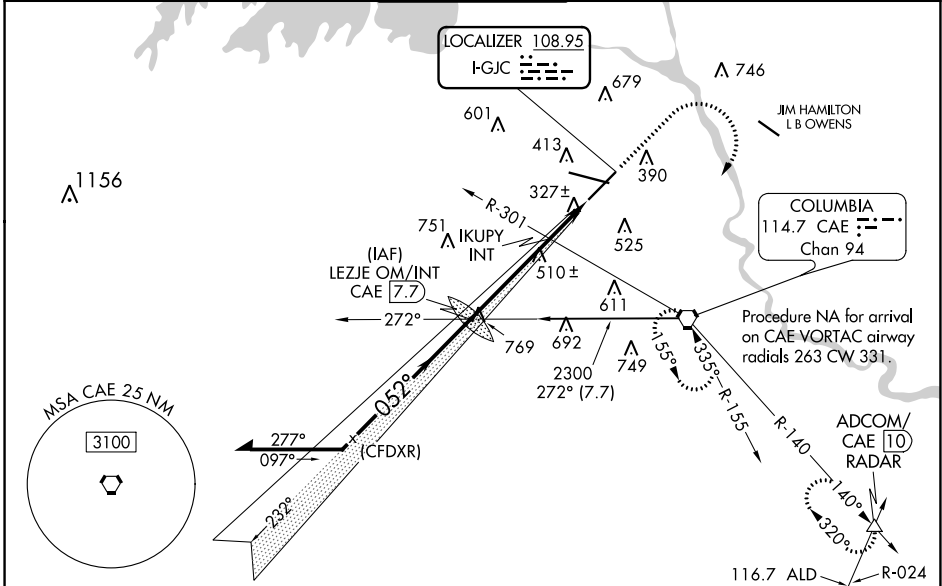 LOCALIZER 108.95
I-GJC
679
746
601
JIM HAMILTON
L B OWENS
413
390
1156
327±
R-301
COLUMBIA
114.7 CAE
Chan 94
751
IKUPY
INT
525
(IAF)
LEZJE OM/INT
CAE 7.7
510±
611
272°
769
692
749
2300
272° (7.7)
155°
335°
R-155
Procedure NA for arrival
on CAE VORTAC airway
radials 263 CW 331.
052°
MSA CAE 25 NM
3100
277°
097°
(CFDXR)
232°
R-140
ADCOM/
CAE 10
RADAR
140°
320°
116.7 ALD
R-024